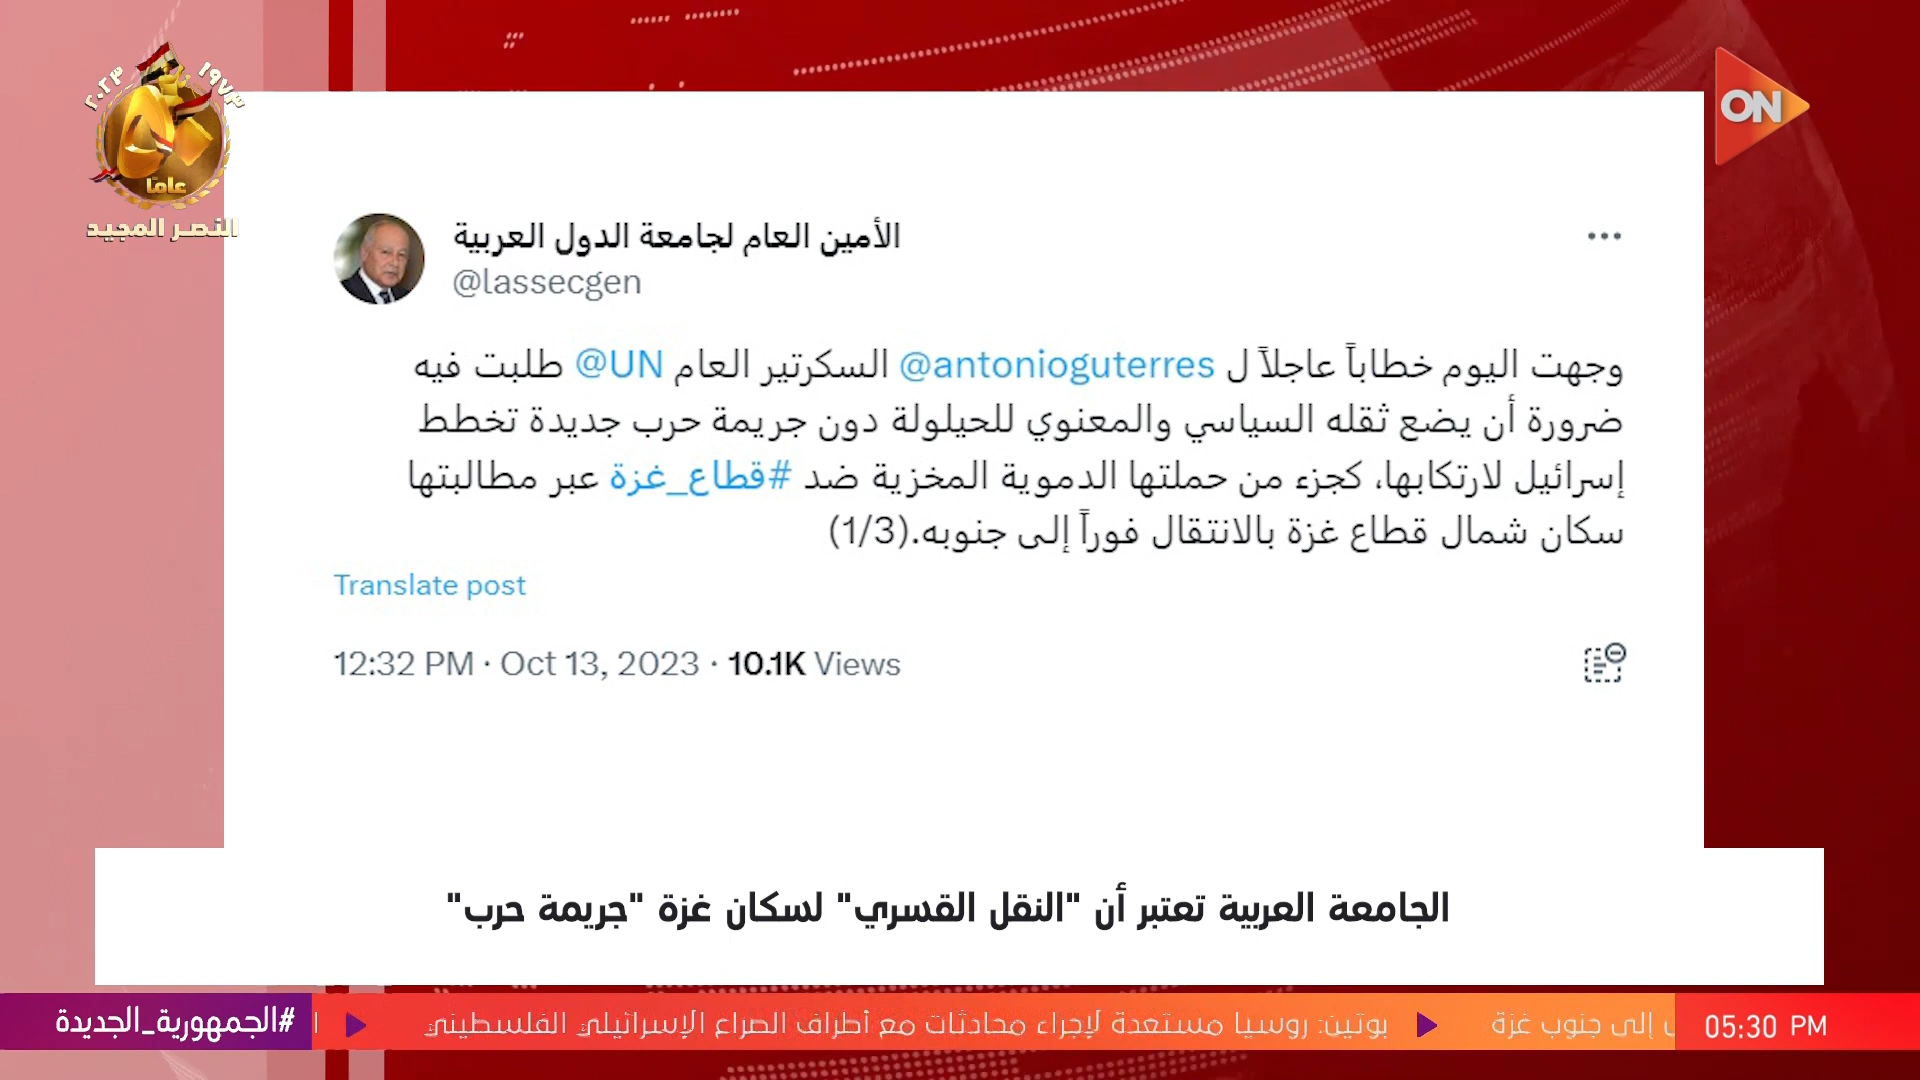 ١٩٧٣
٢٠٢٣
٥٠
عامًا
النصر المجيد
ON
الأمين العام لجامعة الدول العربية
@lassecgen
وجهت اليوم خطاباً عاجلاً ل @antonioguterres السكرتير العام @UN طلبت فيه
ضرورة أن يضع ثقله السياسي والمعنوي للحيلولة دون جريمة حرب جديدة تخطط
إسرائيل لارتكابها، كجزء من حملتها الدموية المخزية ضد #قطاع_غزة عبر مطالبتها
سكان شمال قطاع غزة بالانتقال فوراً إلى جنوبه.(1/3)
Translate post
12:32 PM · Oct 13, 2023 · 10.1K Views
الجامعة العربية تعتبر أن "النقل القسري" لسكان غزة "جريمة حرب"
05:30 PM
إلى جنوب غزة
بوتين: روسيا مستعدة لإجراء محادثات مع أطراف الصراع الإسرائيلي الفلسطيني
#الجمهورية_الجديدة